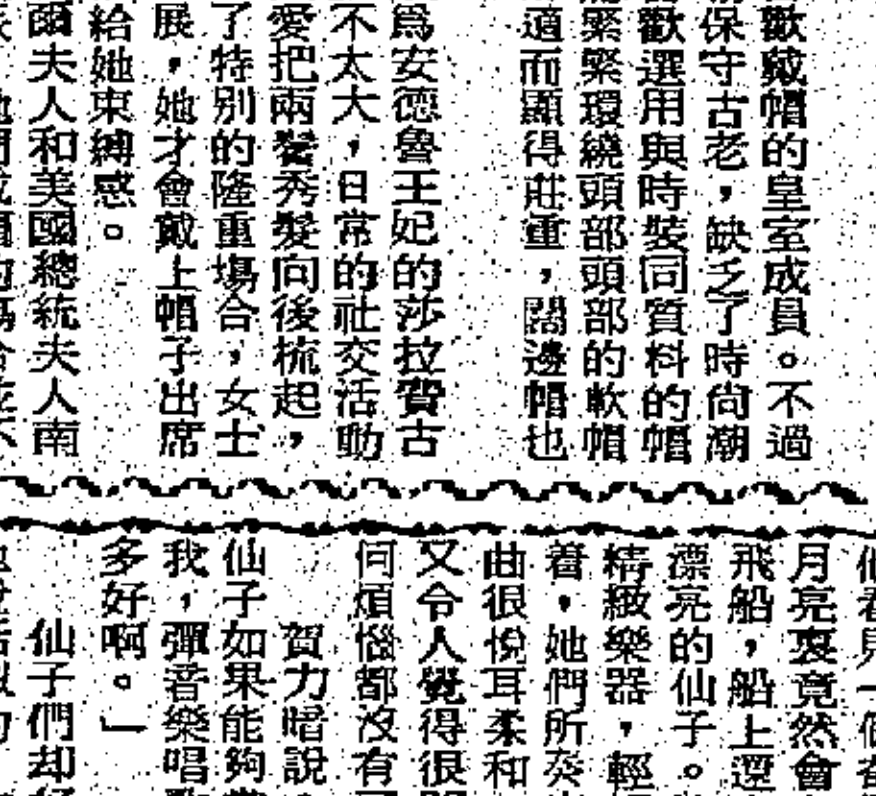 歡戴帽的皇室成員。不過
保守古老，缺乏了時尚潮
歡選用與時裝同質料的帽
緊緊環繞頭部頭部的軟帽
適而顯得莊重，闊邊帽也
爲安德魯王妃的莎拉費古
不太大，日常的社交活動
愛把兩鬢秀髮向後梳起，
了特別的隆重場合，女士
展，她才會戴上帽子出席
給她束縛感。
爾夫人和美國總統夫人南
月亮裏竟然會
飛船，船上還
漂亮的仙子。
精緻樂器，輕
着，她們所奏
曲很悅耳柔和
又令人覺得很
何煩惱都沒有
賀力暗說
仙子如果能夠
我，彈音樂唱
多好啊。」
仙子們却